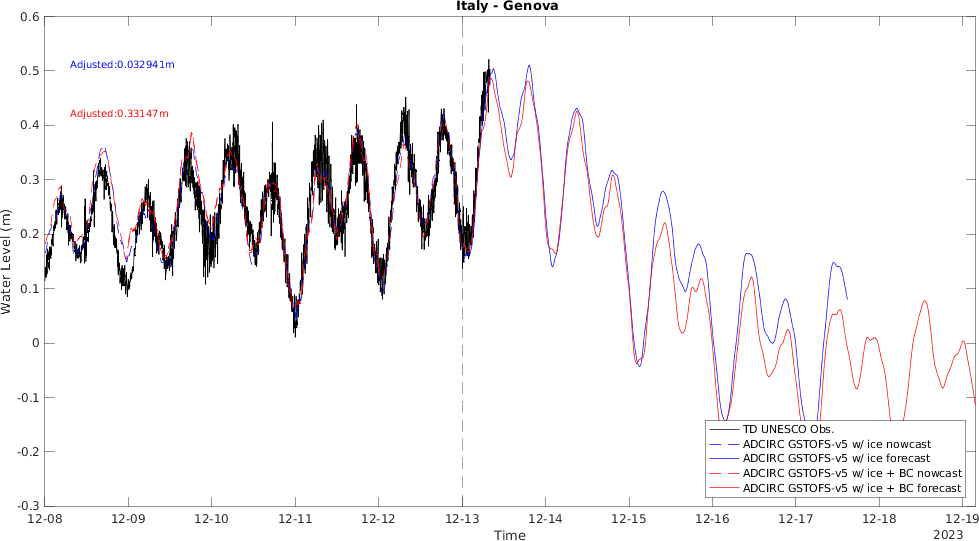 Italy - Genova
0.6
0.5
0.4
0.3
0.2
0.1
0
-0.1
-0.2
-0.3
Water Level (m)
Adjusted:0.032941m
Adjusted:0.33147m
TD UNESCO Obs.
ADCIRC GSTOFS-v5 w/ ice nowcast
ADCIRC GSTOFS-v5 w/ ice forecast
ADCIRC GSTOFS-v5 w/ ice + BC nowcast
ADCIRC GSTOFS-v5 w/ ice + BC forecast
12-08 12-09 12-10 12-11 12-12 12-13 12-14 12-15 12-16 12-17 12-18 12-19
Time
2023